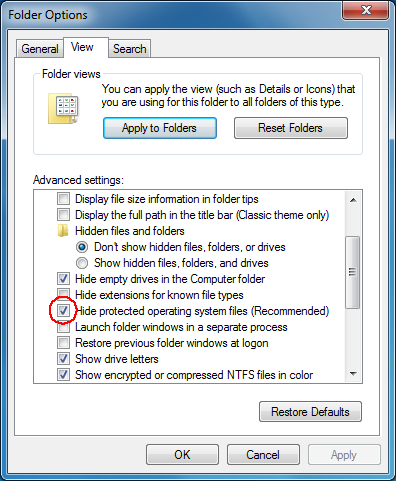 Folder Options
General View Search
Folder views
You can apply the view (such as Details or Icons) that
you are using for this folder to all folders of this type.
Apply to Folders Reset Folders
Advanced settings:
Display file size information in folder tips
Display the full path in the title bar (Classic theme only)
Hidden files and folders
Don't show hidden files, folders, or drives
Show hidden files, folders, and drives
Hide empty drives in the Computer folder
Hide extensions for known file types
Hide protected operating system files (Recommended)
Launch folder windows in a separate process
Restore previous folder windows at logon
Show drive letters
Show encrypted or compressed NTFS files in color
Restore Defaults
OK Cancel Apply